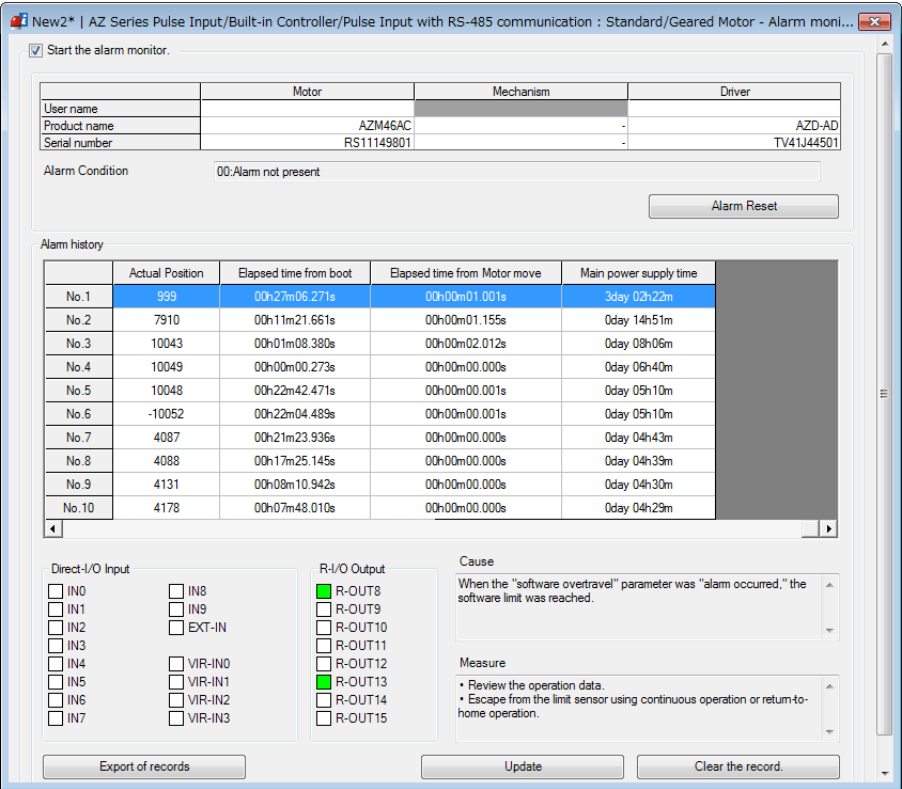 New2* | AZ Series Pulse Input/Built-in Controller/Pulse Input with RS-485 communication : Standard/Geared Motor - Alarm moni...
Start the alarm monitor.
Motor Mechanism Driver
User name
Product name AZM46AC - AZD-AD
Serial number RS11149801 - TV41J44501
Alarm Condition 00:Alarm not present
Alarm Reset
Alarm history
Actual Position Elapsed time from boot Elapsed time from Motor move Main power supply time
No.1 999 00h27m06.271s 00h00m01.001s 3day 02h22m
No.2 7910 00h11m21.661s 00h00m01.155s 0day 14h51m
No.3 10043 00h01m08.380s 00h00m02.012s 0day 08h06m
No.4 10049 00h00m00.273s 00h00m00.000s 0day 06h40m
No.5 10048 00h22m42.471s 00h00m00.001s 0day 05h10m
No.6 -10052 00h22m04.489s 00h00m00.001s 0day 05h10m
No.7 4087 00h21m23.936s 00h00m00.000s 0day 04h43m
No.8 4088 00h17m25.145s 00h00m00.000s 0day 04h39m
No.9 4131 00h08m10.942s 00h00m00.000s 0day 04h30m
No.10 4178 00h07m48.010s 00h00m00.000s 0day 04h29m
Direct-I/O Input
IN0 IN8
IN1 IN9
IN2 EXT-IN
IN3
IN4 VIR-IN0
IN5 VIR-IN1
IN6 VIR-IN2
IN7 VIR-IN3
R-I/O Output
R-OUT8
R-OUT9
R-OUT10
R-OUT11
R-OUT12
R-OUT13
R-OUT14
R-OUT15
Cause
When the "software overtravel" parameter was "alarm occurred," the
software limit was reached.
Measure
• Review the operation data.
• Escape from the limit sensor using continuous operation or return-to-
home operation.
Export of records Update Clear the record.